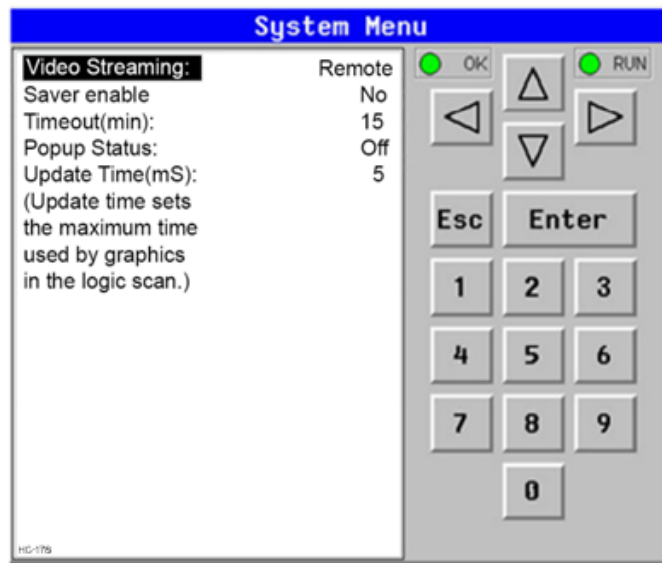 System Menu
Video Streaming: Remote
Saver enable No
Timeout(min): 15
Popup Status: Off
Update Time(mS): 5
(Update time sets
the maximum time
used by graphics
in the logic scan.)
OK RUN
Esc Enter
1 2 3
4 5 6
7 8 9
0